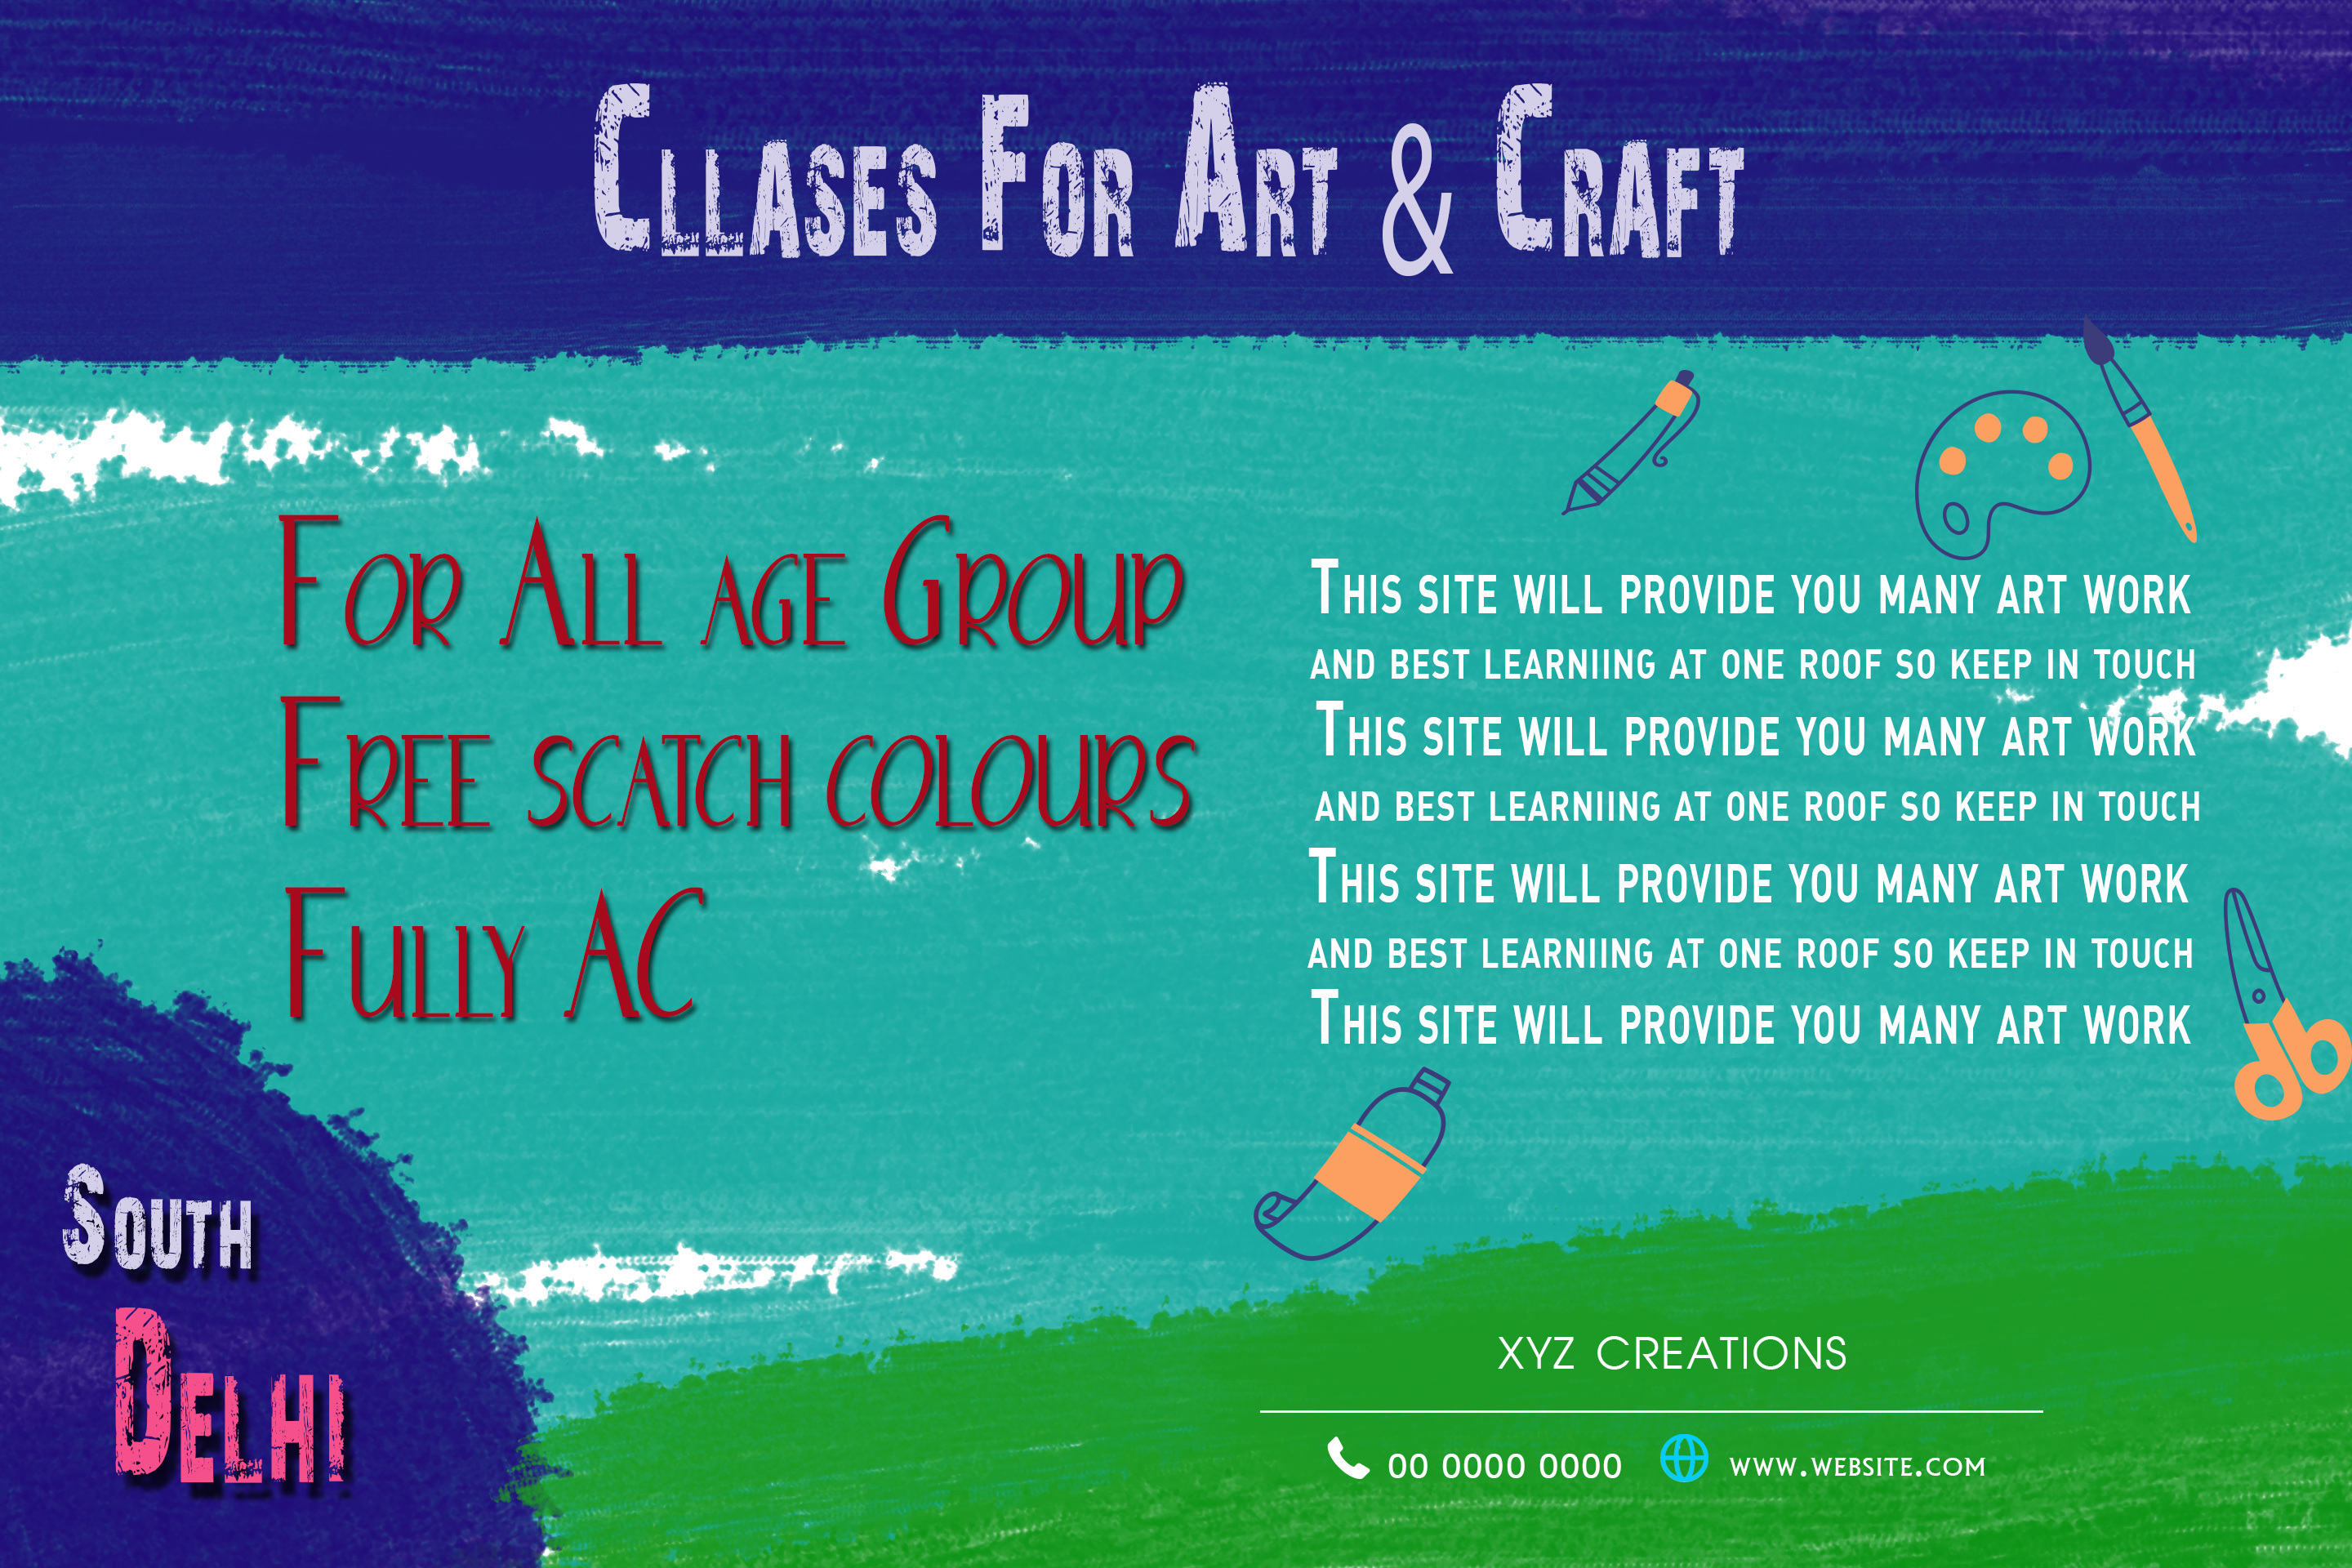 Cllases For Art & Craft
For All age Group
Free scatch colours
Fully AC
This site will provide you many art work
and best learniing at one roof so keep in touch
This site will provide you many art work
and best learniing at one roof so keep in touch
This site will provide you many art work
and best learniing at one roof so keep in touch
This site will provide you many art work
South
Delhi
XYZ CREATIONS
00 0000 0000 www.website.com